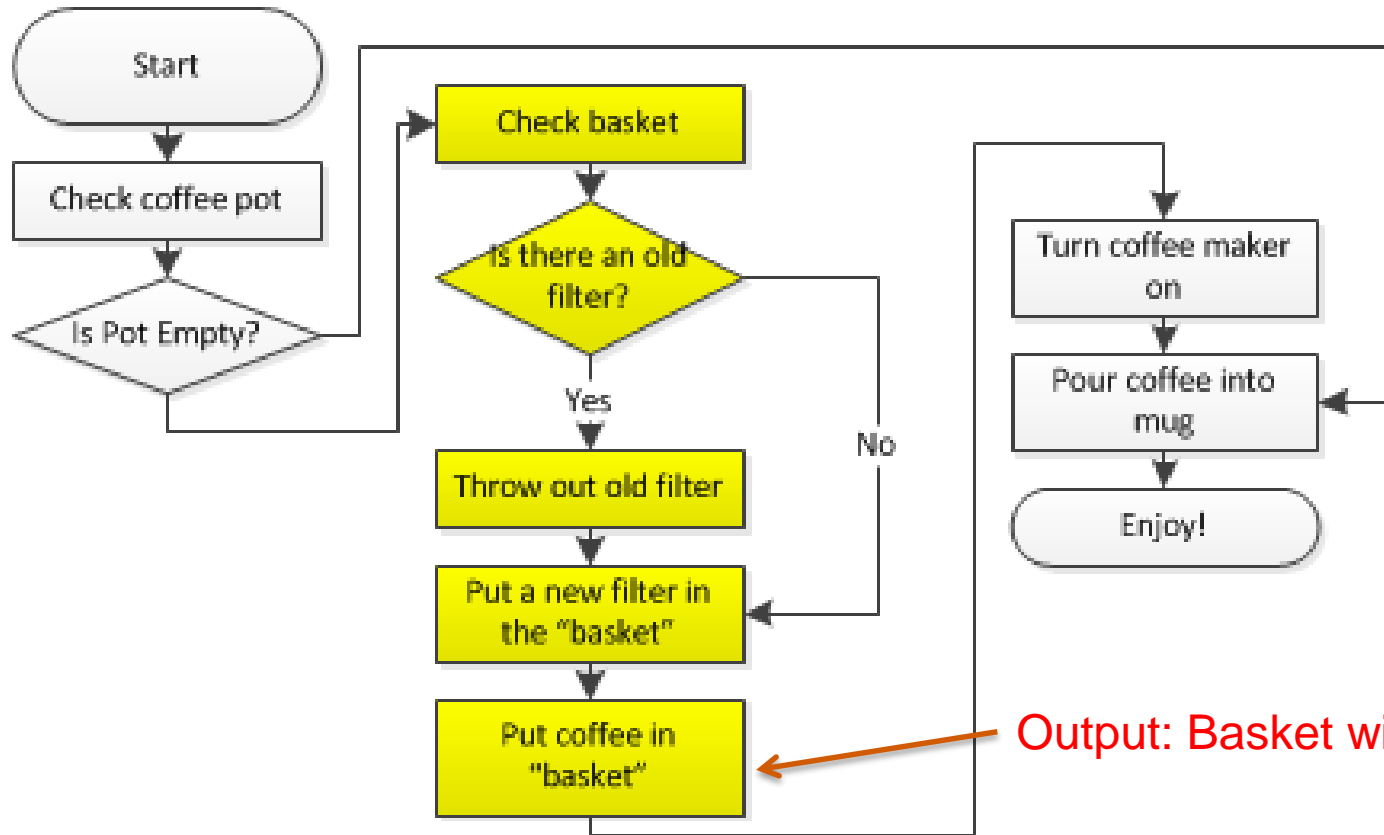 Start
Check coffee pot
Is Pot Empty?
Check basket
Is there an old
filter?
Yes
No
Throw out old filter
Put a new filter in
the “basket”
Put coffee in
"basket”
Turn coffee maker
on
Pour coffee into
mug
Enjoy!
Output: Basket